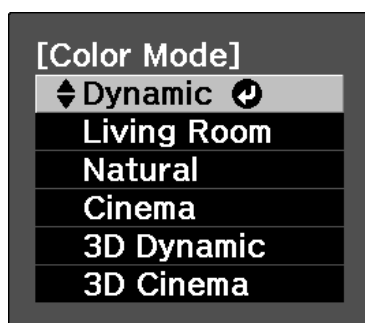 [Color Mode]
Dynamic
Living Room
Natural
Cinema
3D Dynamic
3D Cinema